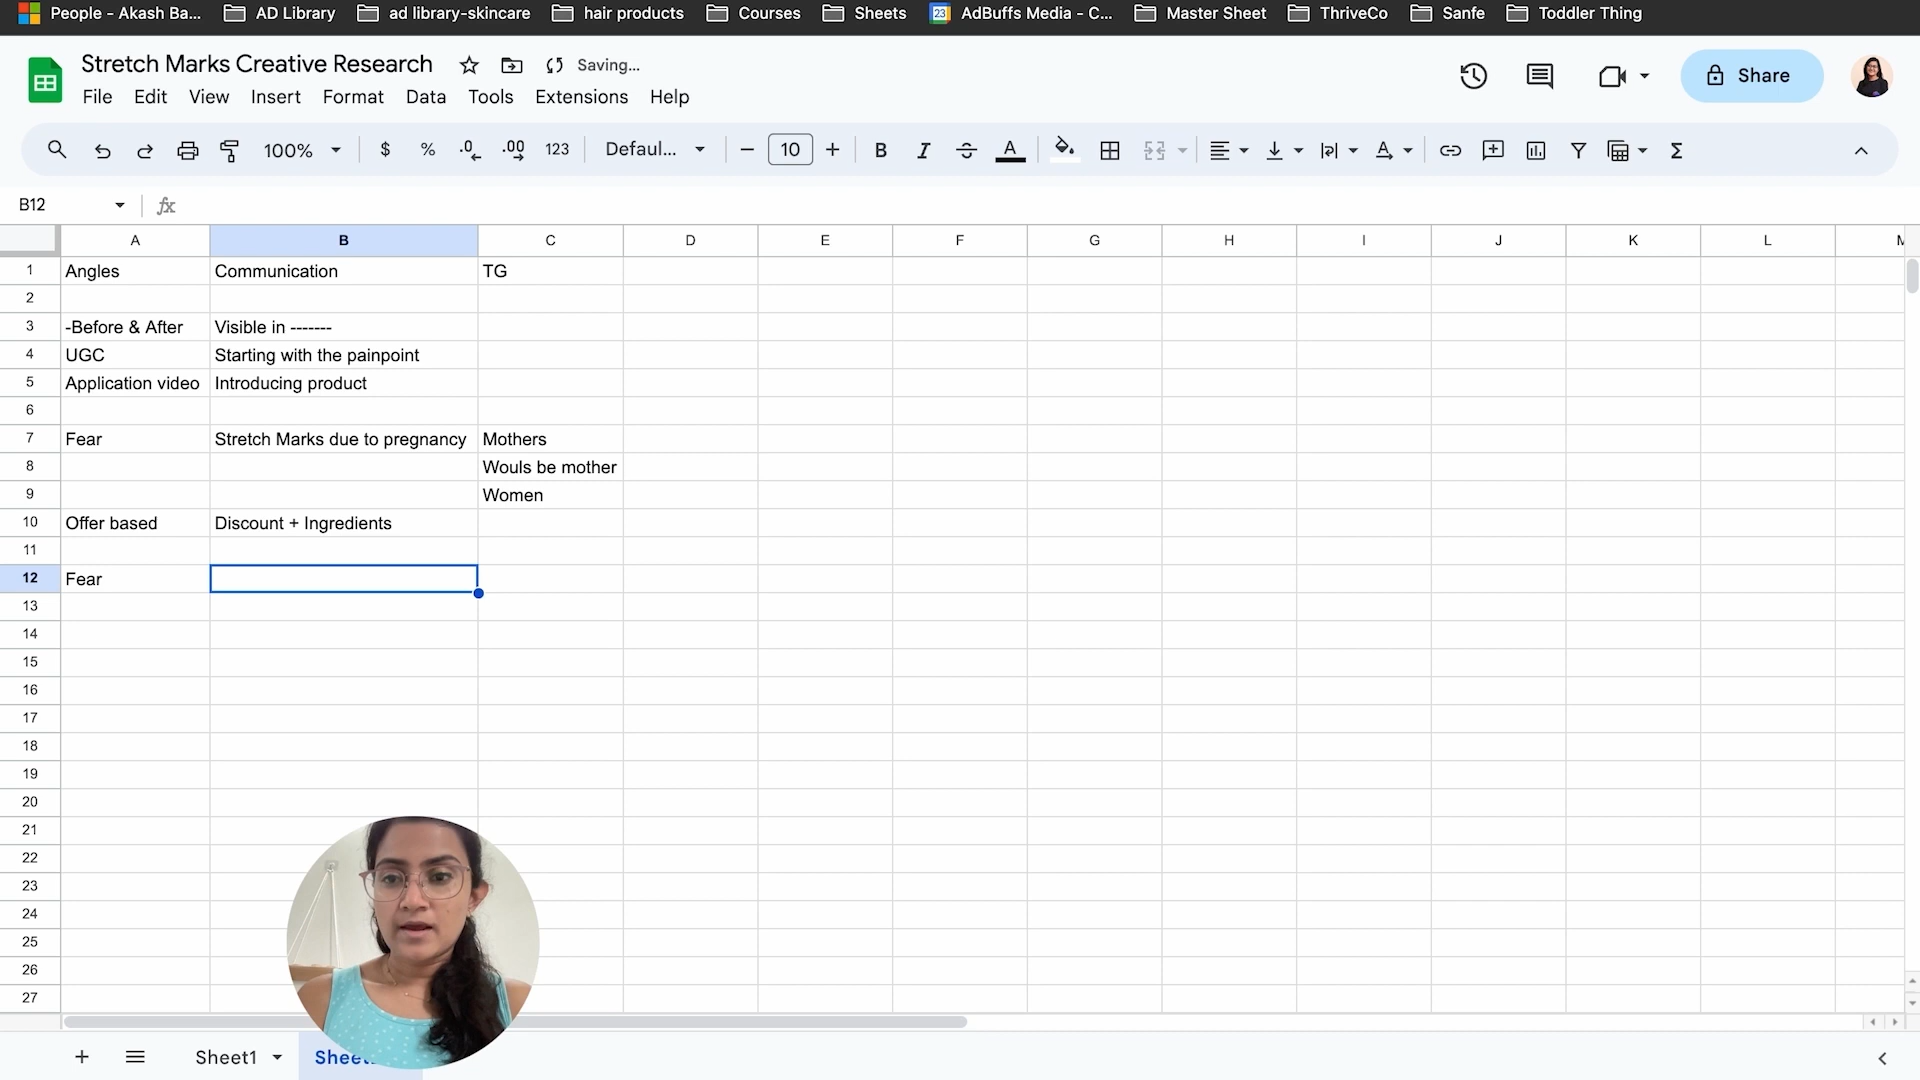 People - Akash Ba... AD Library ad library-skincare hair products Courses Sheets 23 AdBuffs Media - C... Master Sheet ThriveCo Sanfe Toddler Thing
Stretch Marks Creative Research Saving...
File Edit View Insert Format Data Tools Extensions Help
Share
100% $ % .0 .00 123 Defaul... 10 B I A A Σ
B12 fx
A B C D E F G H I J K L
1 Angles Communication TG
2
3 -Before & After Visible in -------
4 UGC Starting with the painpoint
5 Application video Introducing product
6
7 Fear Stretch Marks due to pregnancy Mothers
8 Wouls be mother
9 Women
10 Offer based Discount + Ingredients
11
12 Fear
13
14
15
16
17
18
19
20
21
22
23
24
25
26
27
Sheet1